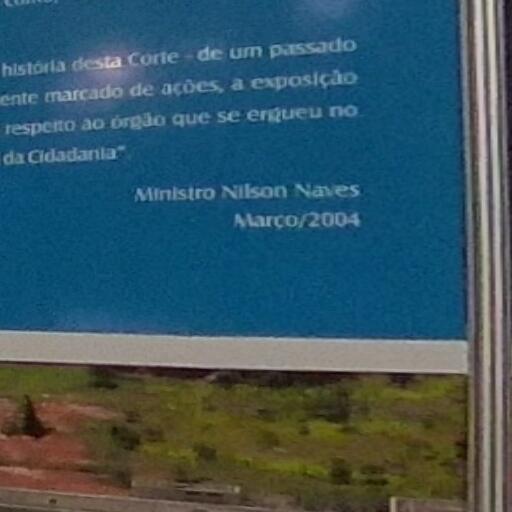 história desta Corte - de um passado
ente marcado de ações, a exposição
respeito ao órgão que se ergueu no
da Cidadania".
Ministro Nilson Naves
Março/2004